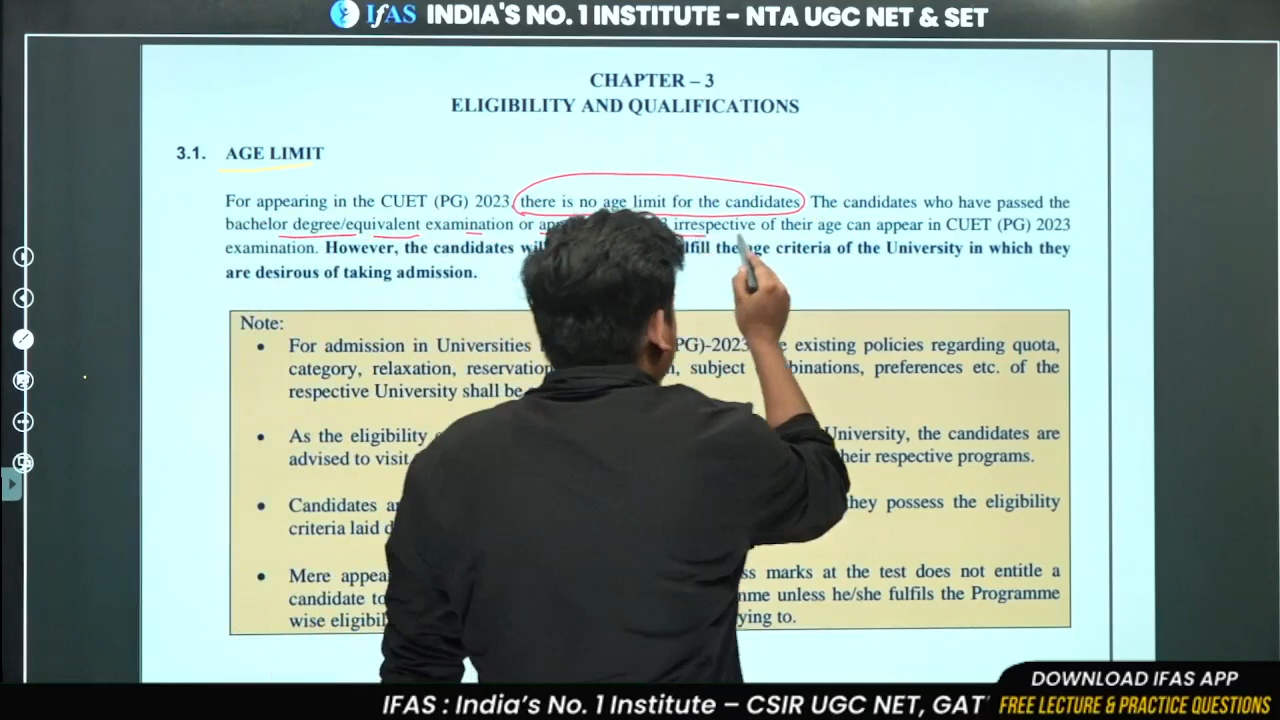 IfAS INDIA'S NO. 1 INSTITUTE – NTA UGC NET & SET
CHAPTER – 3
ELIGIBILITY AND QUALIFICATIONS
3.1. AGE LIMIT
For appearing in the CUET (PG) 2023, there is no age limit for the candidates. The candidates who have passed the
bachelor degree/equivalent examination or irrespective of their age can appear in CUET (PG) 2023
examination. However, the candidates the age criteria of the University in which they
are desirous of taking admission.
Note:
• For admission in Universities (PG)-2023 existing policies regarding quota,
category, relaxation, reservation, subject preferences etc. of the
respective University shall be
• As the eligibility University, the candidates are
advised to visit their respective programs.
• Candidates they possess the eligibility
criteria laid
• Mere marks at the test does not entitle a
candidate unless he/she fulfils the Programme
wise to.
DOWNLOAD IFAS APP
IFAS : India's No. 1 Institute – CSIR UGC NET, GAT FREE LECTURE & PRACTICE QUESTIONS